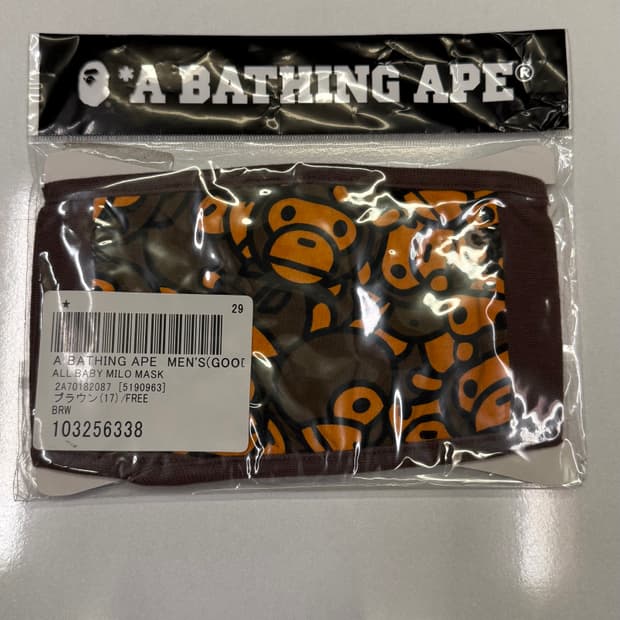 *A BATHING APE®
* 29
A BATHING APE MEN'S(GOOD
ALL BABY MILO MASK
2A70182087 [5190963]
ブラウン(17)/FREE
BRW
103256338